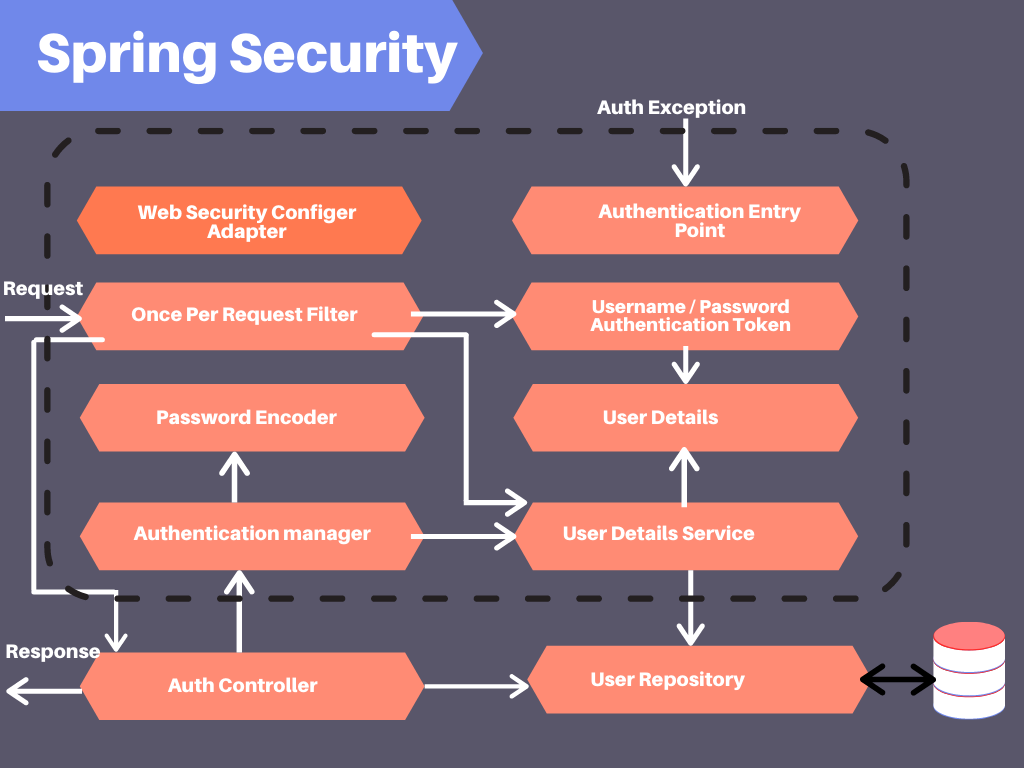 Spring Security
Auth Exception
Web Security Configer
Adapter
Authentication Entry
Point
Request
Once Per Request Filter
Username / Password
Authentication Token
Password Encoder
User Details
Authentication manager
User Details Service
Response
Auth Controller
User Repository